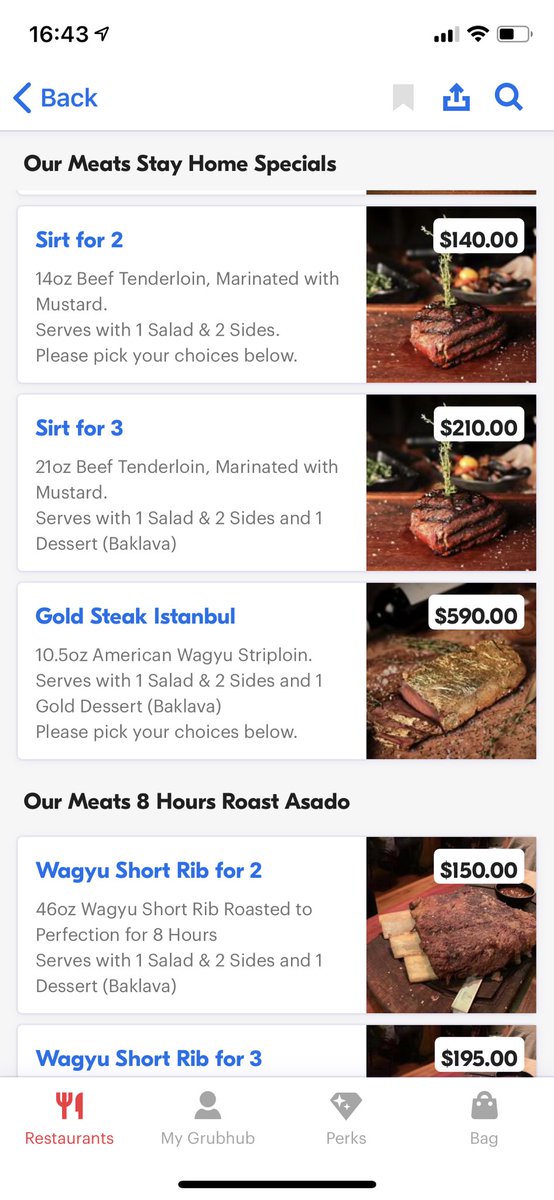 16:43
Back
Our Meats Stay Home Specials
Sirt for 2
$140.00
14oz Beef Tenderloin, Marinated with
Mustard.
Serves with 1 Salad & 2 Sides.
Please pick your choices below.
Sirt for 3
$210.00
21oz Beef Tenderloin, Marinated with
Mustard.
Serves with 1 Salad & 2 Sides and 1
Dessert (Baklava)
Gold Steak Istanbul
$590.00
10.5oz American Wagyu Striploin.
Serves with 1 Salad & 2 Sides and 1
Gold Dessert (Baklava)
Please pick your choices below.
Our Meats 8 Hours Roast Asado
Wagyu Short Rib for 2
$150.00
46oz Wagyu Short Rib Roasted to
Perfection for 8 Hours
Serves with 1 Salad & 2 Sides and 1
Dessert (Baklava)
Wagyu Short Rib for 3
$195.00
Restaurants
My Grubhub
Perks
Bag